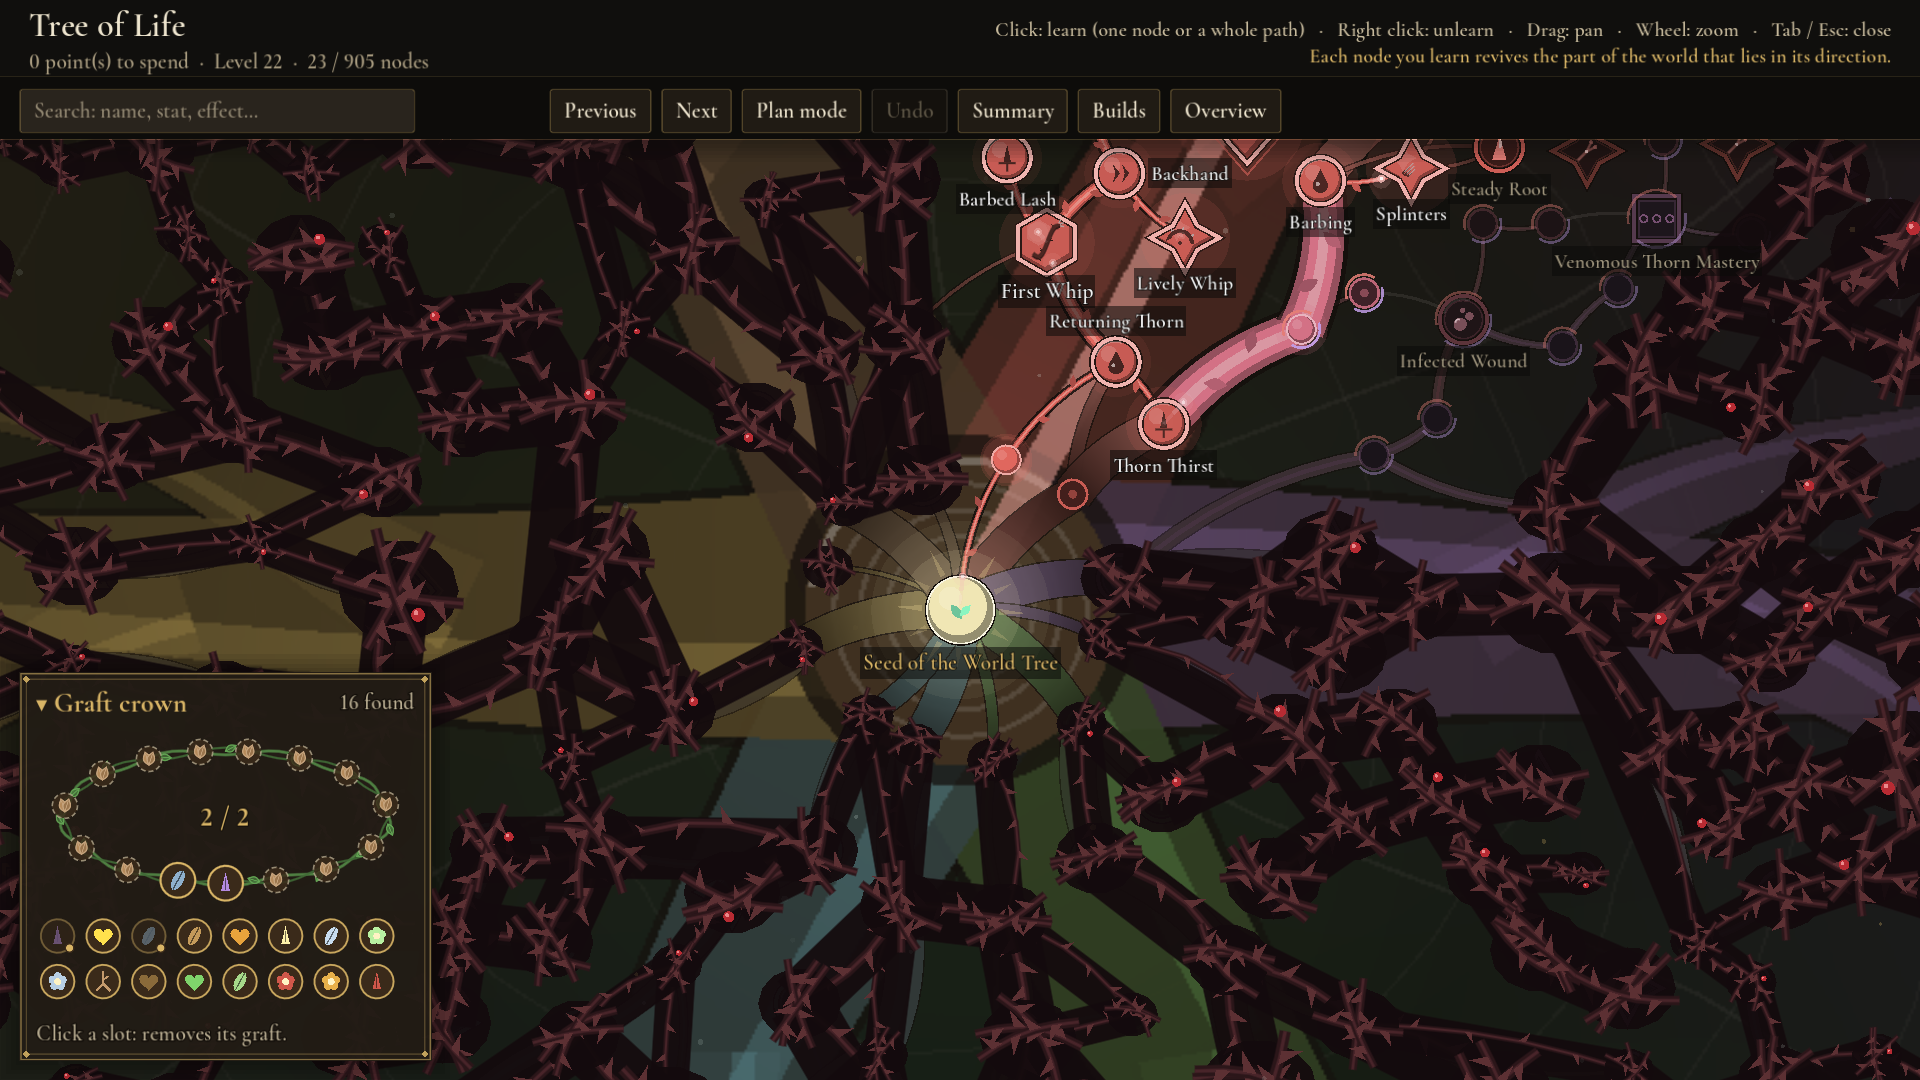 Tree of Life
0 point(s) to spend · Level 22 · 23 / 905 nodes
Click: learn (one node or a whole path) · Right click: unlearn · Drag: pan · Wheel: zoom · Tab / Esc: close
Each node you learn revives the part of the world that lies in its direction.
Search: name, stat, effect...
Previous
Next
Plan mode
Undo
Summary
Builds
Overview
Backhand
Barbed Lash
Steady Root
Splinters
Barbing
Venomous Thorn Mastery
Lively Whip
First Whip
Returning Thorn
Infected Wound
Thorn Thirst
Seed of the World Tree
▾ Graft crown
16 found
2 / 2
Click a slot: removes its graft.